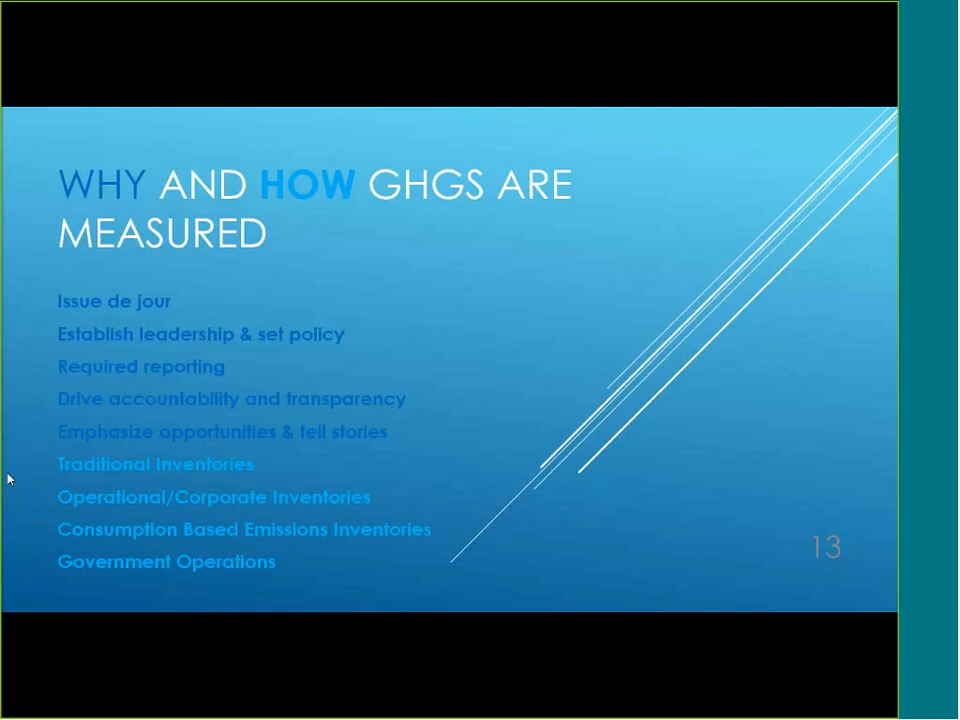 WHY AND HOW GHGS ARE
MEASURED
Issue de jour
Establish leadership & set policy
Required reporting
Drive accountability and transparency
Emphasize opportunities & tell stories
Traditional Inventories
Operational/Corporate Inventories
Consumption Based Emissions Inventories
Government Operations
13